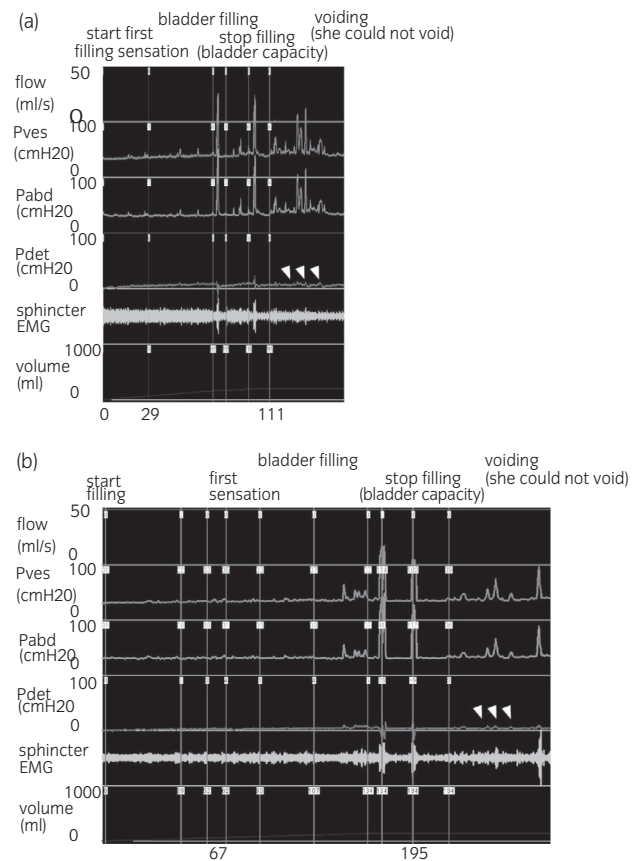 (a)
bladder filling
voiding
start first
stop filling
(she could not void)
filling sensation
(bladder capacity)
flow
(ml/s)
50
0
Pves
(cmH20)
100
0
Pabd
(cmH20
100
0
Pdet
(cmH20
100
0
sphincter
EMG
volume
(ml)
1000
0
0 29 111
(b)
bladder filling
voiding
start
filling
first
sensation
stop filling
(bladder capacity)
(she could not void)
flow
(ml/s)
50
0
Pves
(cmH20)
100
0
Pabd
(cmH20
100
0
Pdet
(cmH20
100
0
sphincter
EMG
volume
(ml)
1000
0
67 195